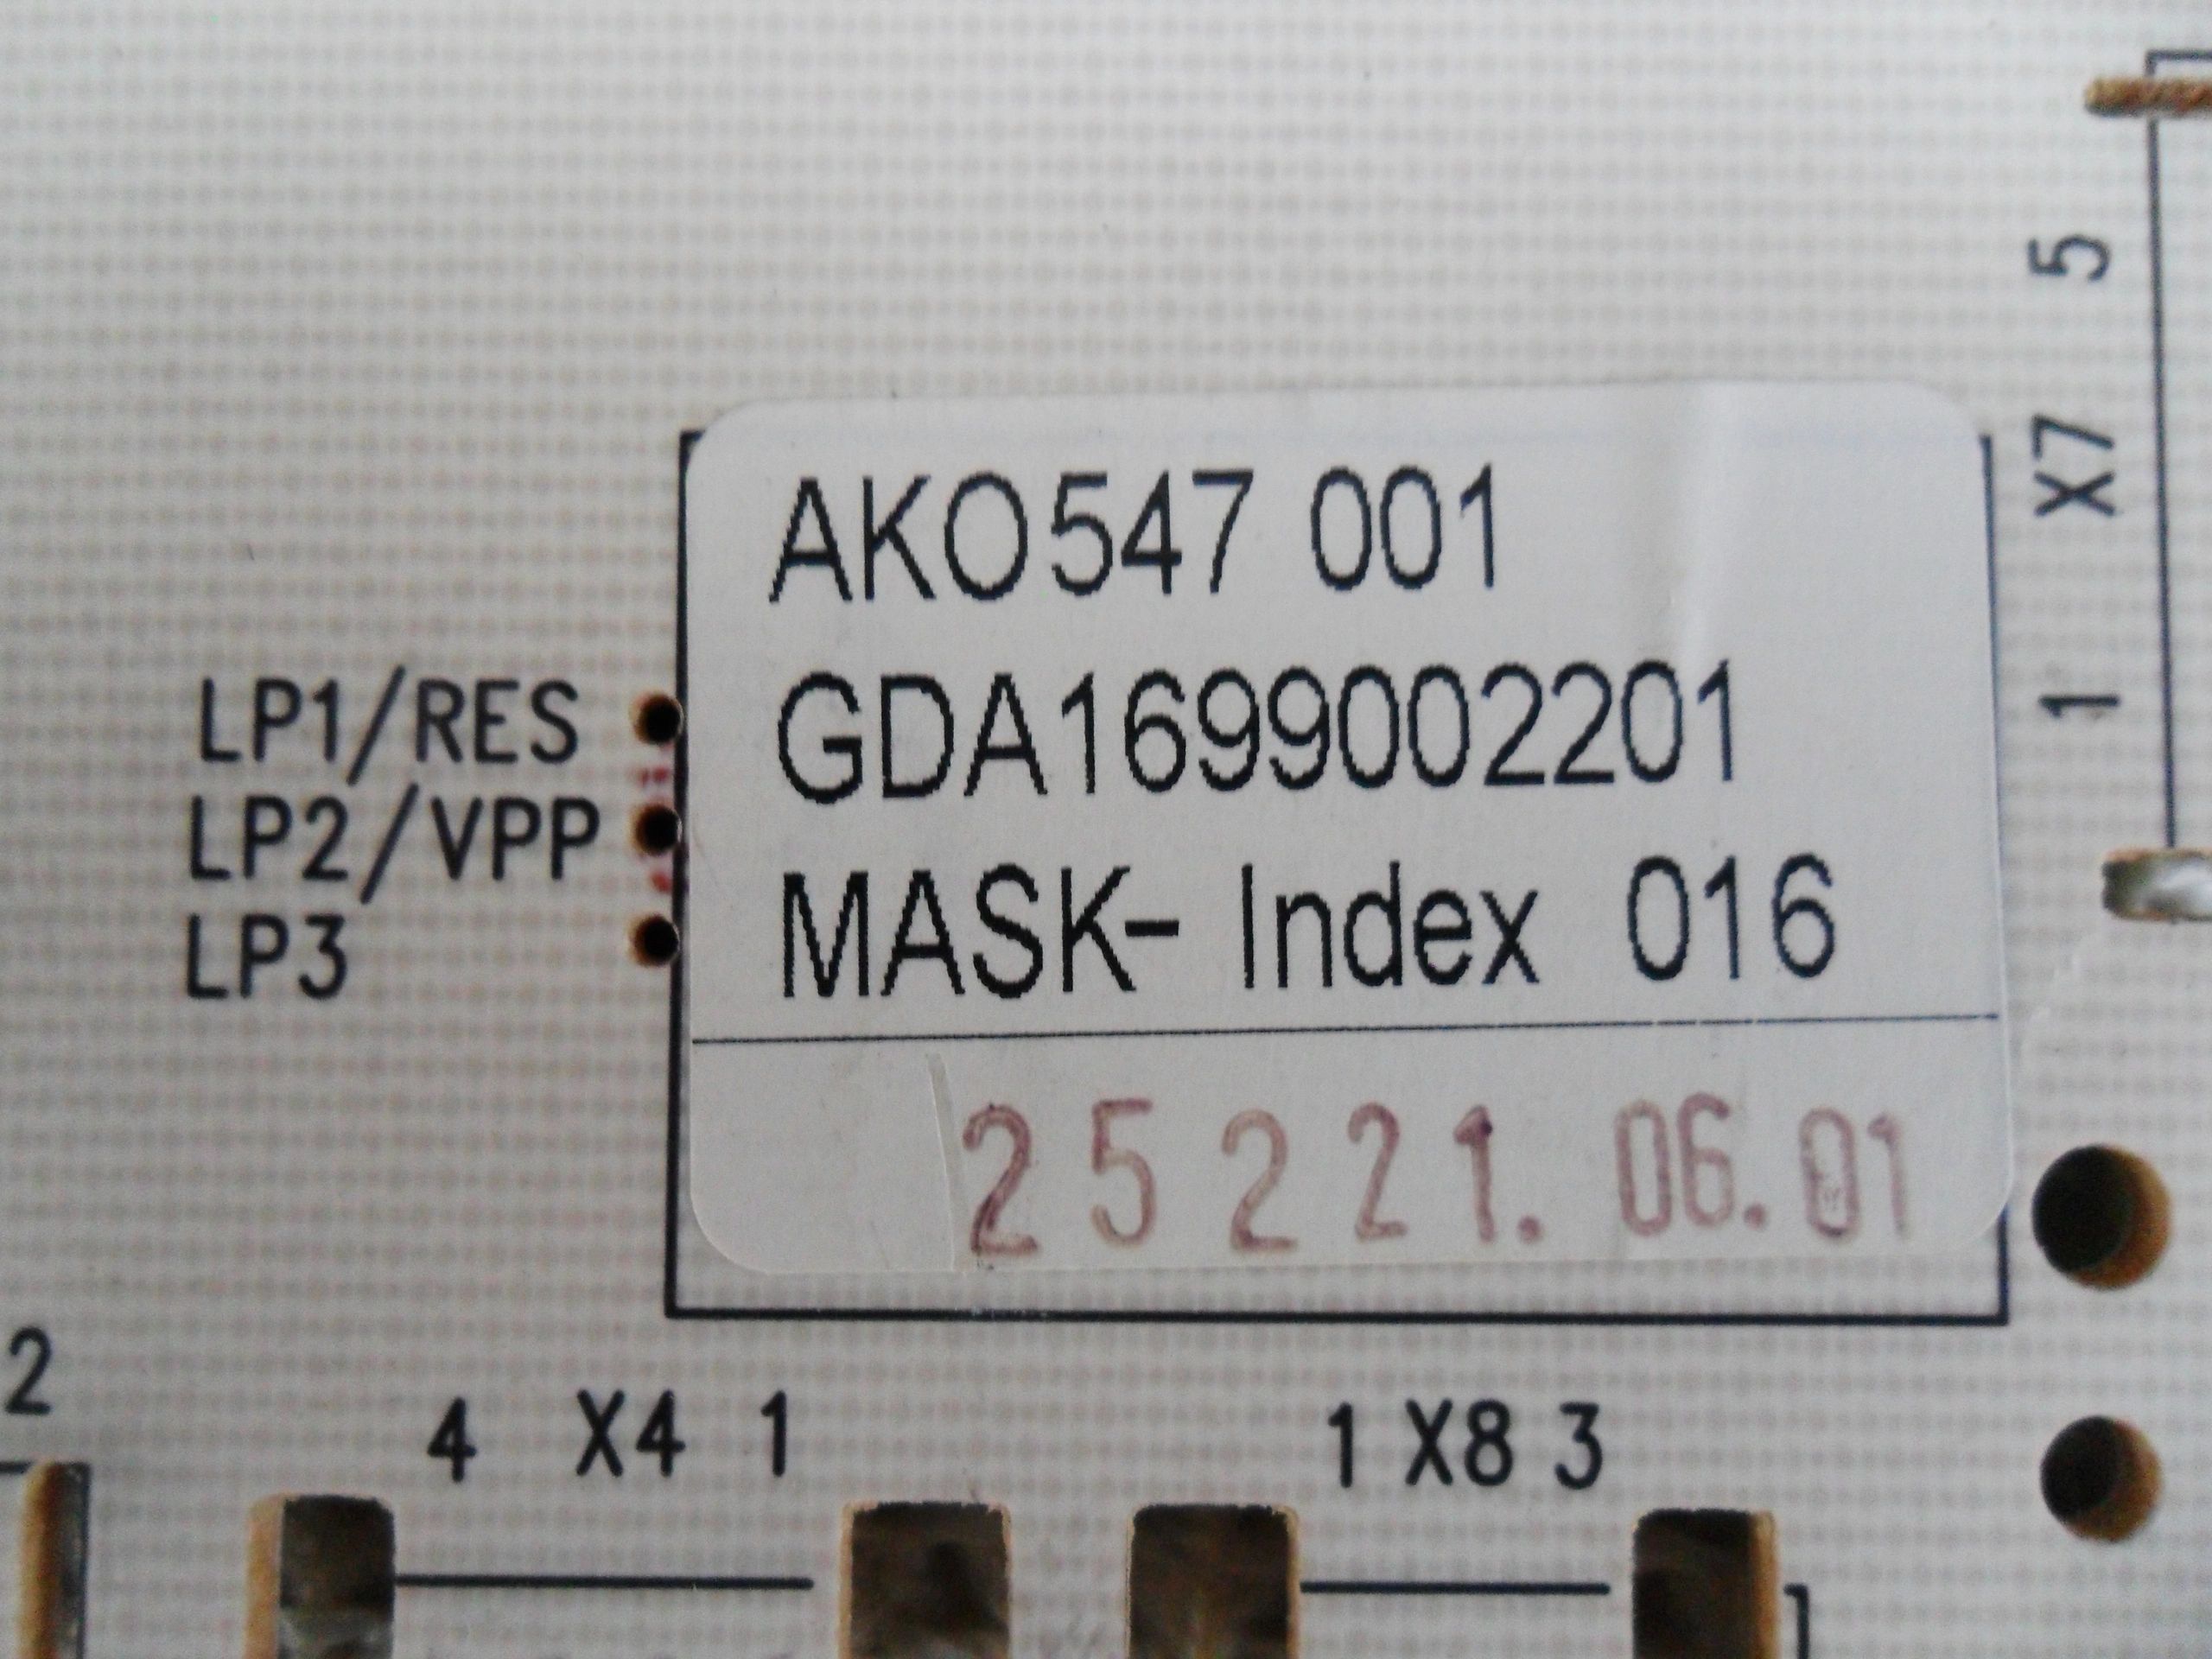 5
X7
1
AKO547 001
GDA1699002201
MASK- Index 016
25221. 06.01
LP1/RES
LP2/VPP
LP3
2
4 X4 1
1 X8 3